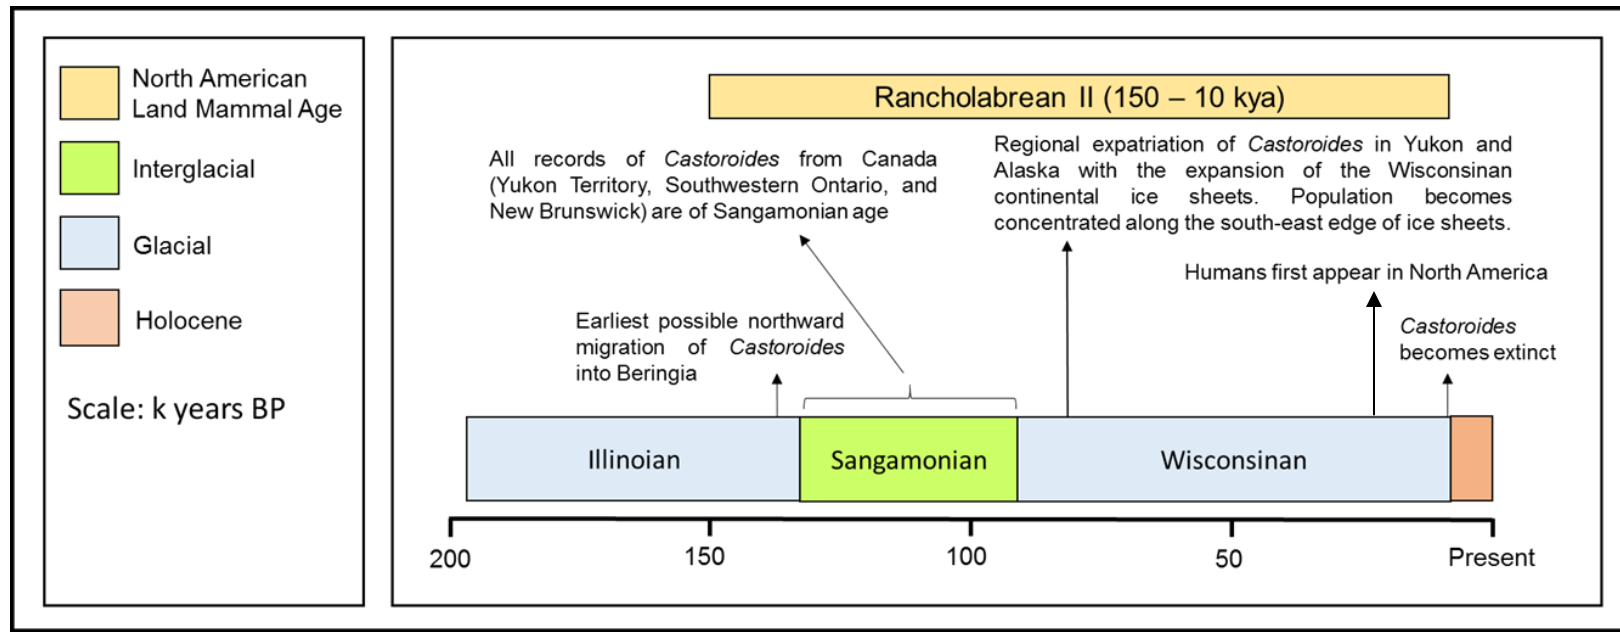 North American
Land Mammal Age
Interglacial
Glacial
Holocene
Scale: k years BP
Rancholabrean II (150 – 10 kya)
All records of Castoroides from Canada
(Yukon Territory, Southwestern Ontario, and
New Brunswick) are of Sangamonian age
Regional expatriation of Castoroides in Yukon and
Alaska with the expansion of the Wisconsinan
continental ice sheets. Population becomes
concentrated along the south-east edge of ice sheets.
Humans first appear in North America
Earliest possible northward
migration of Castoroides
into Beringia
Castoroides
becomes extinct
Illinoian
Sangamonian
Wisconsinan
200
150
100
50
Present